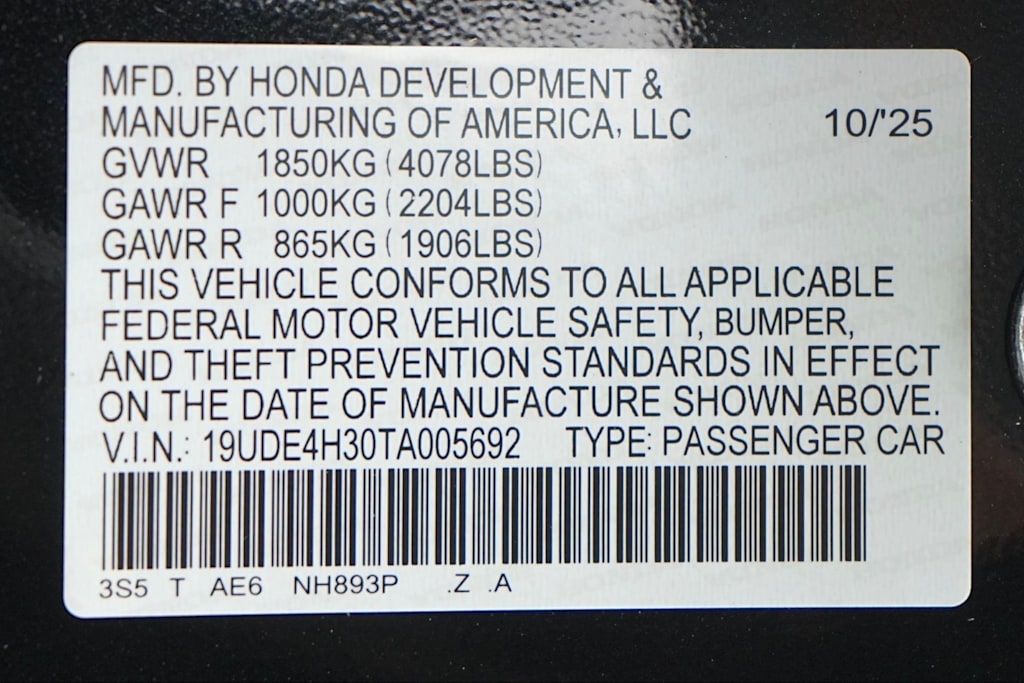 MFD. BY HONDA DEVELOPMENT &
MANUFACTURING OF AMERICA, LLC 10/'25
GVWR 1850KG (4078LBS)
GAWR F 1000KG (2204LBS)
GAWR R 865KG (1906LBS)
THIS VEHICLE CONFORMS TO ALL APPLICABLE
FEDERAL MOTOR VEHICLE SAFETY, BUMPER,
AND THEFT PREVENTION STANDARDS IN EFFECT
ON THE DATE OF MANUFACTURE SHOWN ABOVE.
V.I.N.: 19UDE4H30TA005692 TYPE: PASSENGER CAR
3S5 T AE6 NH893P .Z .A